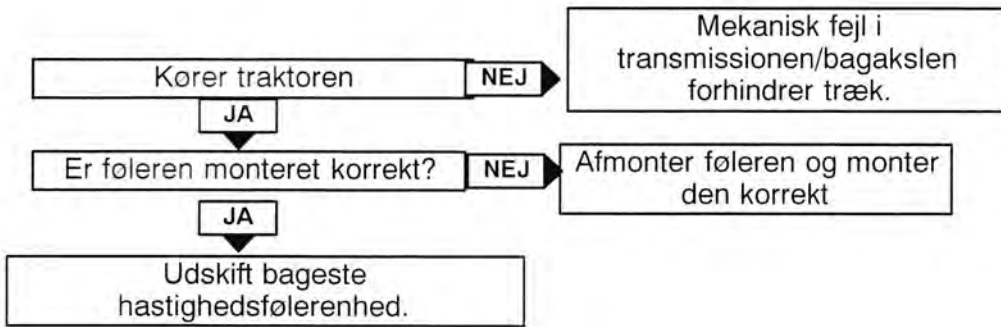 Kører traktoren
NEJ
Mekanisk fejl i
transmissionen/bagakslen
forhindrer træk.
JA
Er føleren monteret korrekt?
NEJ
Afmonter føleren og monter
den korrekt
JA
Udskift bageste
hastighedsfølerenhed.